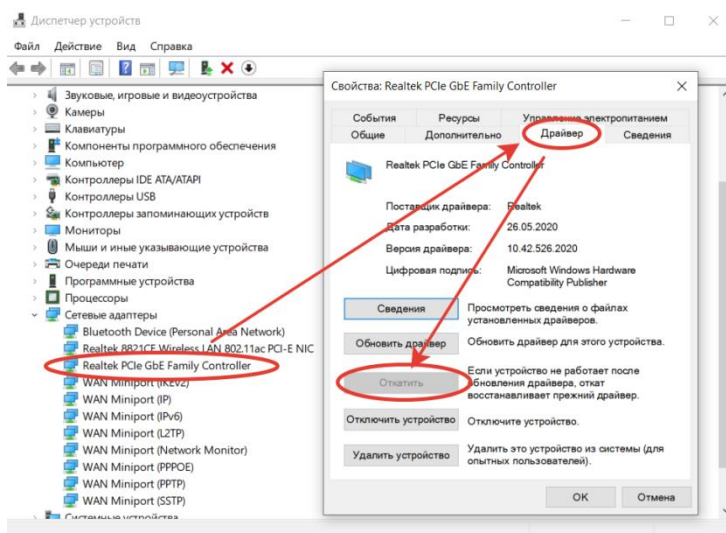 Диспетчер устройств
Файл Действие Вид Справка
Звуковые, игровые и видеоустройства
Камеры
Клавиатуры
Компоненты программного обеспечения
Компьютер
Контроллеры IDE ATA/ATAPI
Контроллеры USB
Контроллеры запоминающих устройств
Мониторы
Мыши и иные указывающие устройства
Очереди печати
Программные устройства
Процессоры
Сетевые адаптеры
Bluetooth Device (Personal Area Network)
Realtek 8821CE Wireless LAN 802.11ac PCI-E NIC
Realtek PCIe GbE Family Controller
WAN Miniport (IKEv2)
WAN Miniport (IP)
WAN Miniport (IPv6)
WAN Miniport (L2TP)
WAN Miniport (Network Monitor)
WAN Miniport (PPPOE)
WAN Miniport (PPTP)
WAN Miniport (SSTP)
Системные устройства
Свойства: Realtek PCIe GbE Family Controller
События Ресурсы Управление электропитанием
Общие Дополнительно Драйвер Сведения
Realtek PCIe GbE Family Controller
Поставщик драйвера: Realtek
Дата разработки: 26.05.2020
Версия драйвера: 10.42.526.2020
Цифровая подпись: Microsoft Windows Hardware
Compatibility Publisher
Сведения Просмотреть сведения о файлах
установленных драйверов.
Обновить драйвер Обновить драйвер для этого устройства.
Откатить Если устройство не работает после
обновления драйвера, откат
восстанавливает прежний драйвер.
Отключить устройство Отключите устройство.
Удалить устройство Удалить это устройство из системы (для
опытных пользователей).
OK Отмена